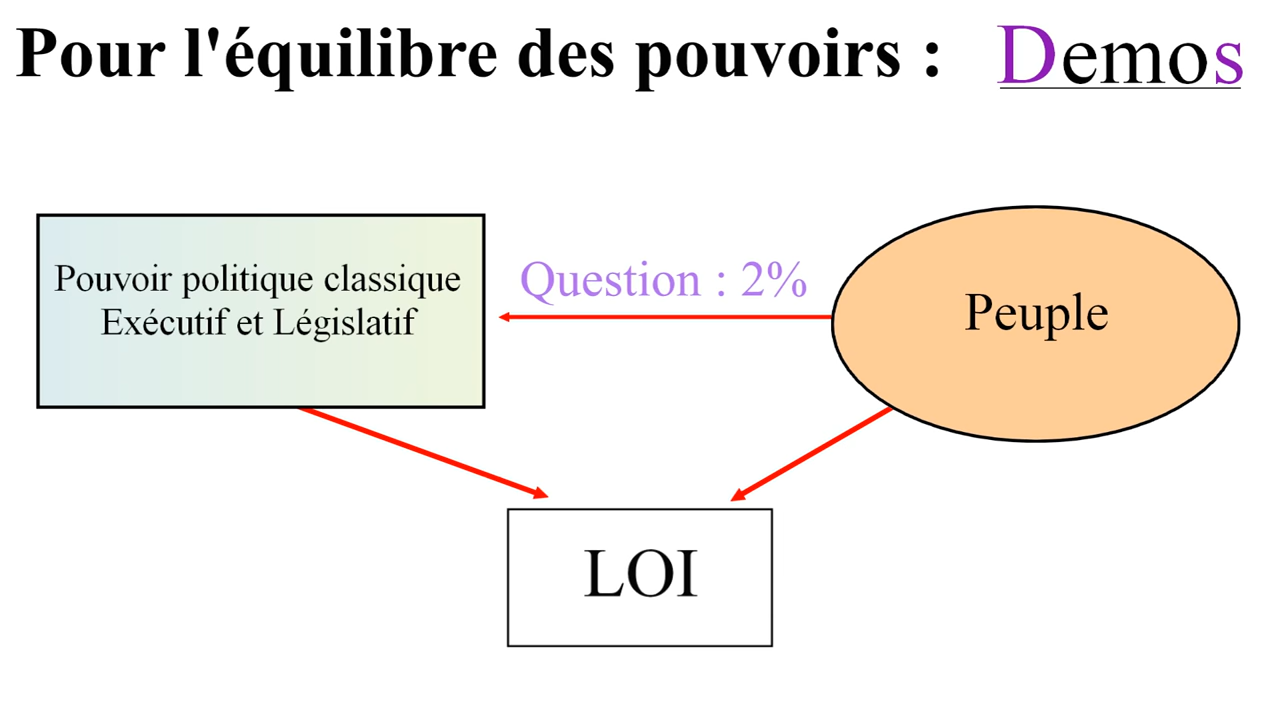 Pour l'équilibre des pouvoirs : Demos
Pouvoir politique classique
Exécutif et Législatif
Question : 2%
Peuple
LOI